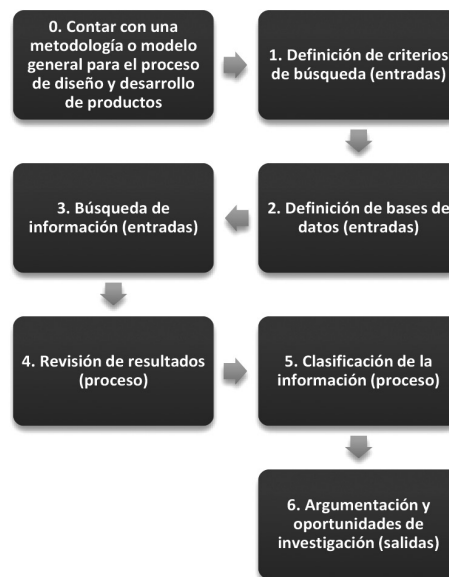 0. Contar con una
metodología o modelo
general para el proceso
de diseño y desarrollo
de productos
1. Definición de criterios
de búsqueda (entradas)
2. Definición de bases de
datos (entradas)
3. Búsqueda de
información (entradas)
4. Revisión de resultados
(proceso)
5. Clasificación de la
información (proceso)
6. Argumentación y
oportunidades de
investigación (salidas)